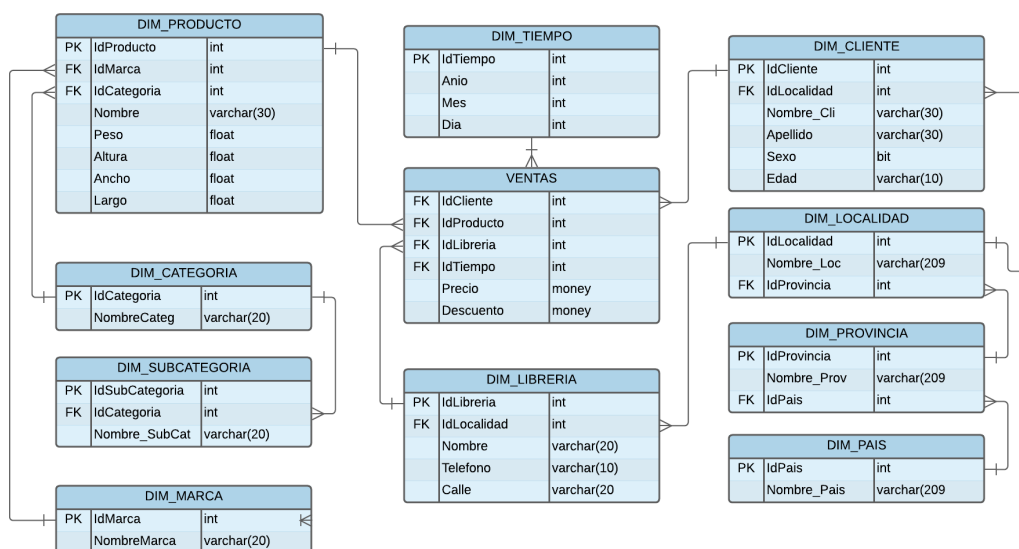 DIM_PRODUCTO
PK IdProducto int
FK IdMarca int
FK IdCategoria int
Nombre varchar(30)
Peso float
Altura float
Ancho float
Largo float
DIM_CATEGORIA
PK IdCategoria int
NombreCateg varchar(20)
DIM_SUBCATEGORIA
PK IdSubCategoria int
FK IdCategoria int
Nombre_SubCat varchar(20)
DIM_MARCA
PK IdMarca int
NombreMarca varchar(20)
DIM_TIEMPO
PK IdTiempo int
Anio int
Mes int
Dia int
VENTAS
FK IdCliente int
FK IdProducto int
FK IdLibreria int
FK IdTiempo int
Precio money
Descuento money
DIM_LIBRERIA
PK IdLibreria int
FK IdLocalidad int
Nombre varchar(20)
Telefono varchar(10)
Calle varchar(20
DIM_CLIENTE
PK IdCliente int
FK IdLocalidad int
Nombre_Cli varchar(30)
Apellido varchar(30)
Sexo bit
Edad varchar(10)
DIM_LOCALIDAD
PK IdLocalidad int
Nombre_Loc varchar(209
FK IdProvincia int
DIM_PROVINCIA
PK IdProvincia int
Nombre_Prov varchar(209
FK IdPais int
DIM_PAIS
PK IdPais int
Nombre_Pais varchar(209